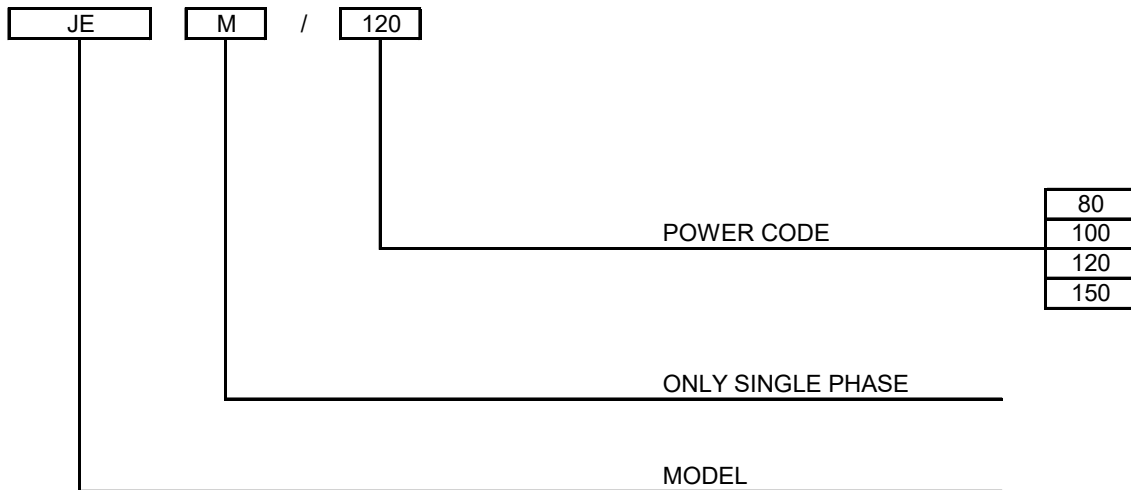 JE M / 120
80
POWER CODE 100
120
150
ONLY SINGLE PHASE
MODEL